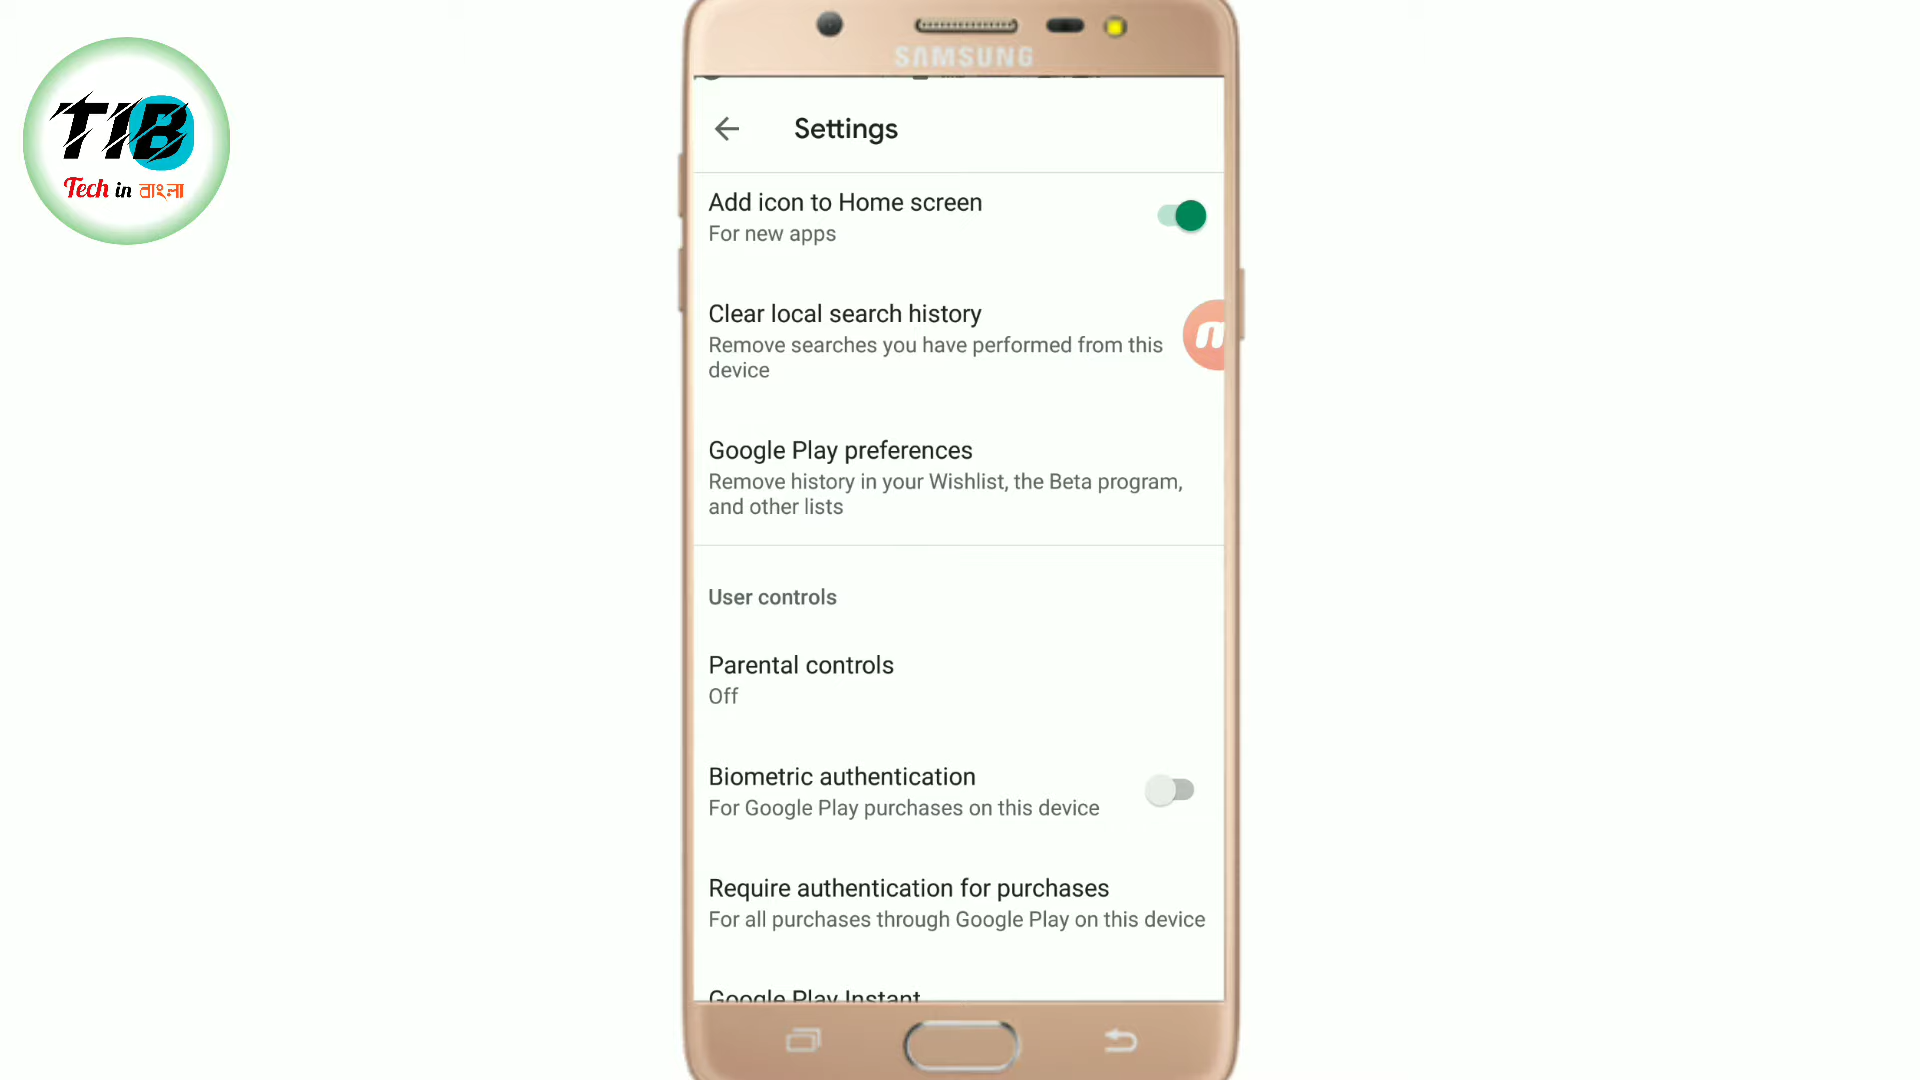 TIB
Tech in বাংলা
SAMSUNG
Settings
Add icon to Home screen
For new apps
Clear local search history
Remove searches you have performed from this
device
Google Play preferences
Remove history in your Wishlist, the Beta program,
and other lists
User controls
Parental controls
Off
Biometric authentication
For Google Play purchases on this device
Require authentication for purchases
For all purchases through Google Play on this device
Google Play Instant